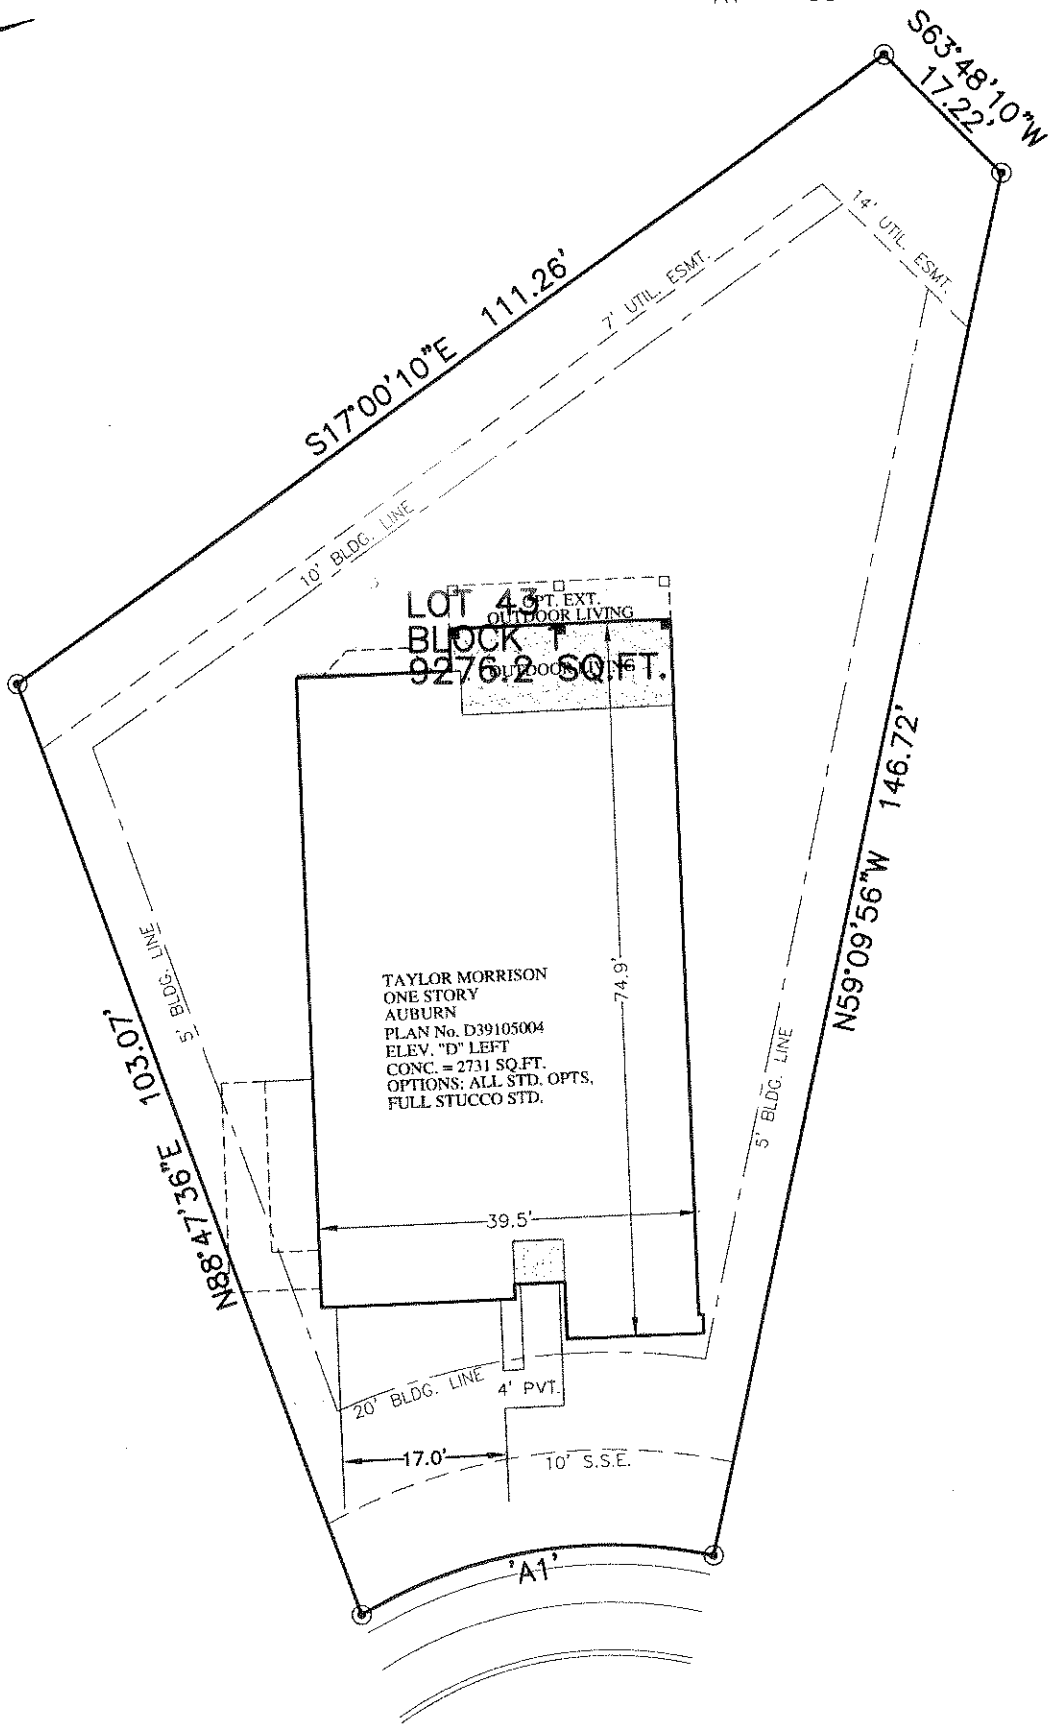 S63°48'10"W
17.22'
14' UTIL. ESMT.
7' UTIL. ESMT.
S17°00'10"E 111.26'
10' BLDG. LINE
LOT 43
BLOCK T
9276.2 SQ.FT.
OPT. EXT.
OUTDOOR LIVING
OUTDOOR LIVING
N59°09'56"W 146.72'
74.9'
5' BLDG. LINE
TAYLOR MORRISON
ONE STORY
AUBURN
PLAN No. D39105004
ELEV. "D" LEFT
CONC. = 2731 SQ.FT.
OPTIONS: ALL STD. OPTS,
FULL STUCCO STD.
N88°47'36"E 103.07'
5' BLDG. LINE
39.5'
20' BLDG. LINE
4' PVT.
17.0'
10' S.S.E.
'A1'